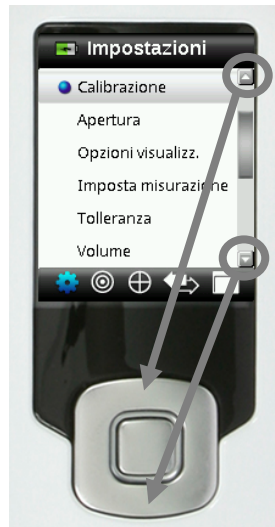 Impostazioni
Calibrazione
Apertura
Opzioni visualizz.
Imposta misurazione
Tolleranza
Volume